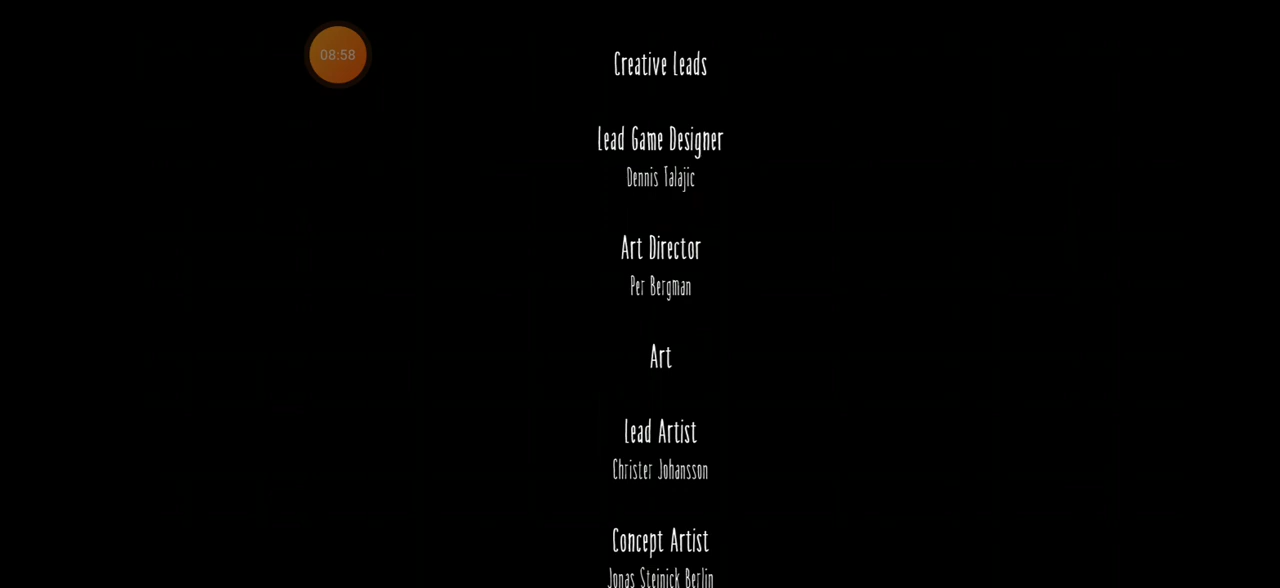 08:58
Creative Leads
Lead Game Designer
Dennis Talajic
Art Director
Per Bergman
Art
Lead Artist
Christer Johansson
Concept Artist
Jonas Steinick Berlin